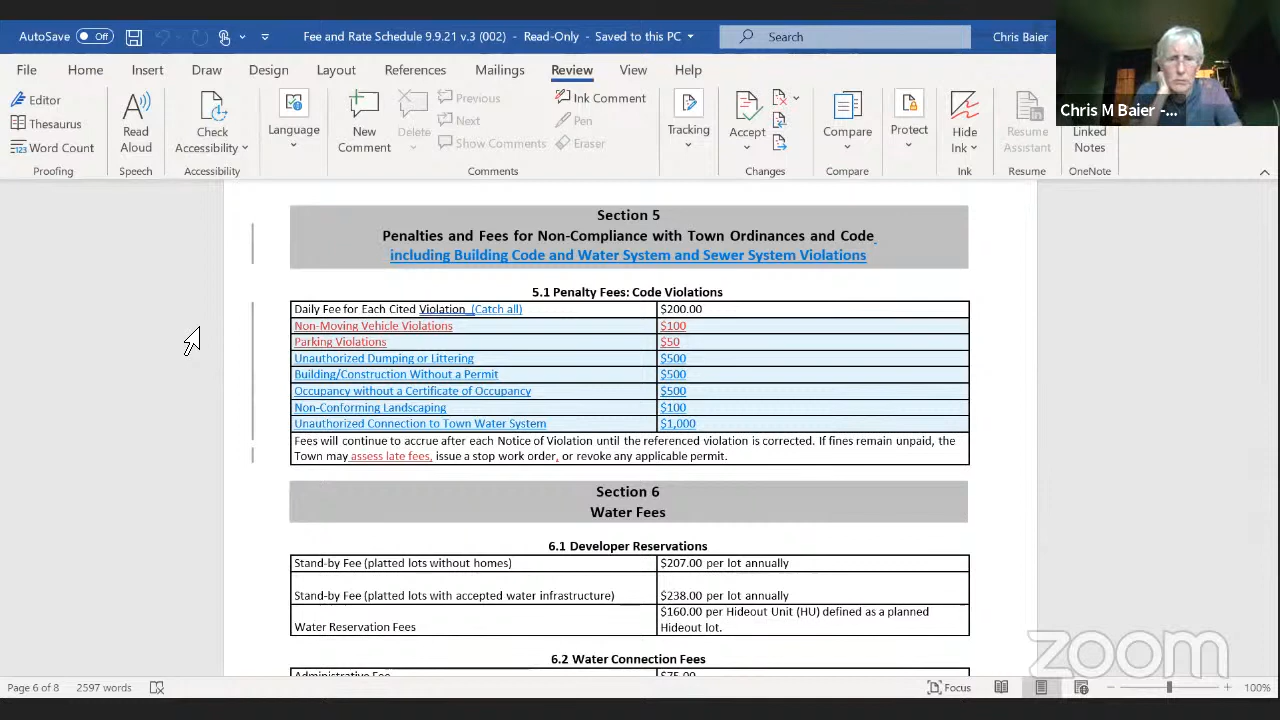 AutoSave Off Fee and Rate Schedule 9.9.21 v.3 (002) - Read-Only - Saved to this PC Search Chris Baier
File Home Insert Draw Design Layout References Mailings Review View Help
Chris M Baier -...
Editor
Thesaurus
Word Count
Proofing
Read Aloud
Speech
Check Accessibility
Accessibility
Language
New Comment
Delete
Previous
Next
Show Comments
Comments
Ink Comment
Pen
Eraser
Tracking
Accept
Changes
Compare
Compare
Protect
Hide Ink
Ink
Resume Assistant
Resume
Linked Notes
OneNote
Section 5
Penalties and Fees for Non-Compliance with Town Ordinances and Code
including Building Code and Water System and Sewer System Violations
5.1 Penalty Fees: Code Violations
Daily Fee for Each Cited Violation (Catch all) $200.00
Non-Moving Vehicle Violations $100
Parking Violations $50
Unauthorized Dumping or Littering $500
Building/Construction Without a Permit $500
Occupancy without a Certificate of Occupancy $500
Non-Conforming Landscaping $100
Unauthorized Connection to Town Water System $1,000
Fees will continue to accrue after each Notice of Violation until the referenced violation is corrected. If fines remain unpaid, the
Town may assess late fees, issue a stop work order, or revoke any applicable permit.
Section 6
Water Fees
6.1 Developer Reservations
Stand-by Fee (platted lots without homes) $207.00 per lot annually
Stand-by Fee (platted lots with accepted water infrastructure) $238.00 per lot annually
$160.00 per Hideout Unit (HU) defined as a planned
Water Reservation Fees Hideout lot.
6.2 Water Connection Fees
Administrative Fee $75.00
zoom
Page 6 of 8 2597 words Focus 100%